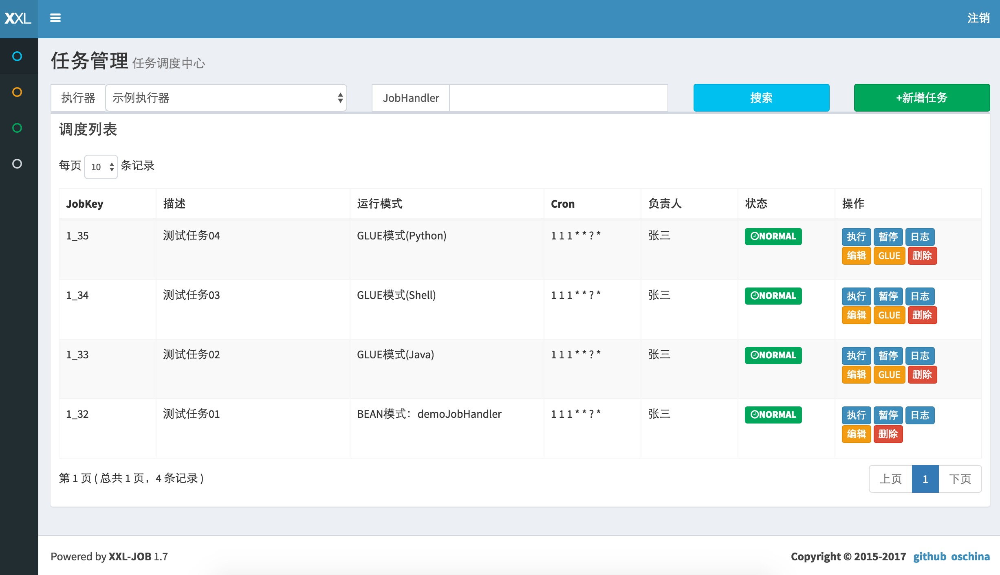 XXL
注销
任务管理 任务调度中心
执行器 示例执行器 JobHandler 搜索 +新增任务
调度列表
每页 10 条记录
JobKey 描述 运行模式 Cron 负责人 状态 操作
1_35 测试任务04 GLUE模式(Python) 1 1 1 * * ? * 张三 NORMAL 执行 暂停 日志
编辑 GLUE 删除
1_34 测试任务03 GLUE模式(Shell) 1 1 1 * * ? * 张三 NORMAL 执行 暂停 日志
编辑 GLUE 删除
1_33 测试任务02 GLUE模式(Java) 1 1 1 * * ? * 张三 NORMAL 执行 暂停 日志
编辑 GLUE 删除
1_32 测试任务01 BEAN模式：demoJobHandler 1 1 1 * * ? * 张三 NORMAL 执行 暂停 日志
编辑 删除
第 1 页 ( 总共 1 页，4 条记录 ) 上页 1 下页
Powered by XXL-JOB 1.7 Copyright © 2015-2017 github oschina